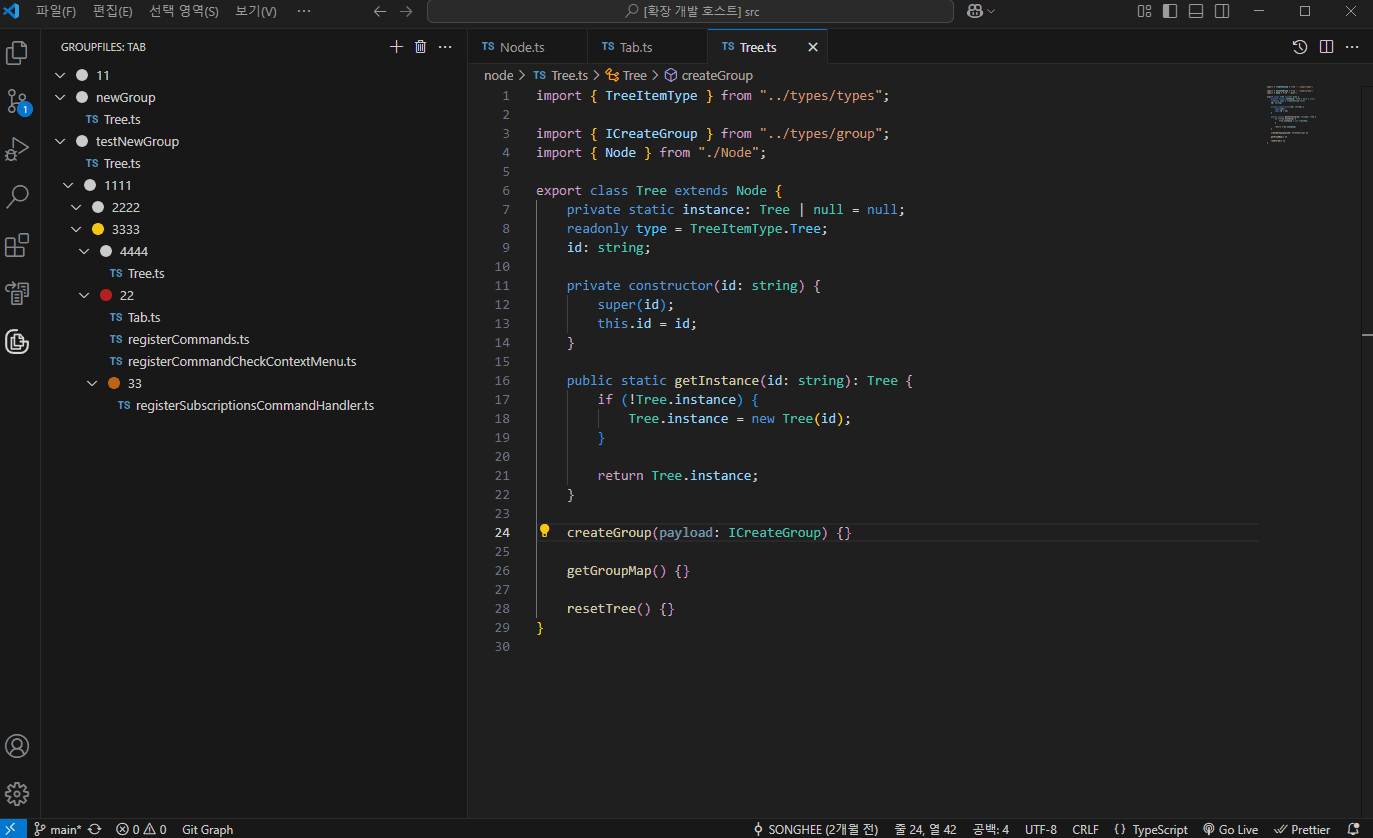 파일(F) 편집(E) 선택 영역(S) 보기(V) ··· [확장 개발 호스트] src
GROUPFILES: TAB
11
newGroup
TS Tree.ts
testNewGroup
TS Tree.ts
1111
2222
3333
4444
TS Tree.ts
22
TS Tab.ts
TS registerCommands.ts
TS registerCommandCheckContextMenu.ts
33
TS registerSubscriptionsCommandHandler.ts
1
TS Node.ts TS Tab.ts TS Tree.ts
node > TS Tree.ts > Tree > createGroup
1 import { TreeItemType } from "../types/types";
2
3 import { ICreateGroup } from "../types/group";
4 import { Node } from "./Node";
5
6 export class Tree extends Node {
7 private static instance: Tree | null = null;
8 readonly type = TreeItemType.Tree;
9 id: string;
10
11 private constructor(id: string) {
12 super(id);
13 this.id = id;
14 }
15
16 public static getInstance(id: string): Tree {
17 if (!Tree.instance) {
18 Tree.instance = new Tree(id);
19 }
20
21 return Tree.instance;
22 }
23
24 createGroup(payload: ICreateGroup) {}
25
26 getGroupMap() {}
27
28 resetTree() {}
29 }
30
main* 0 0 Git Graph SONGHEE (2개월 전) 줄 24, 열 42 공백: 4 UTF-8 CRLF {} TypeScript Go Live Prettier